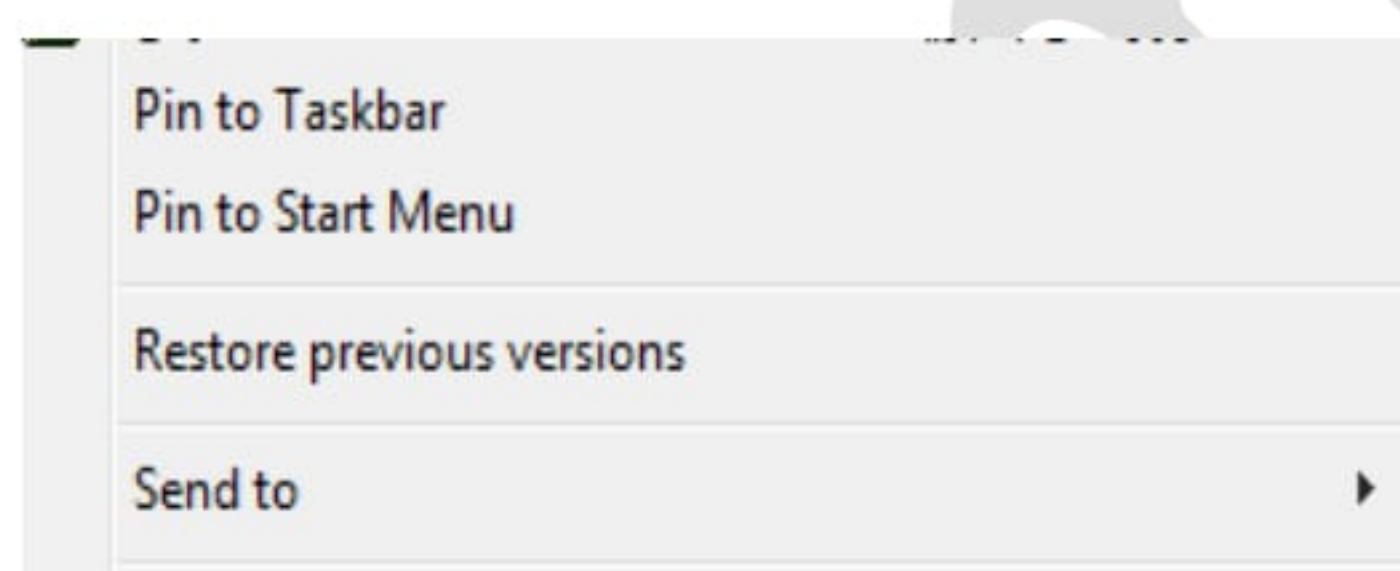 Pin to Taskbar
Pin to Start Menu
Restore previous versions
Send to